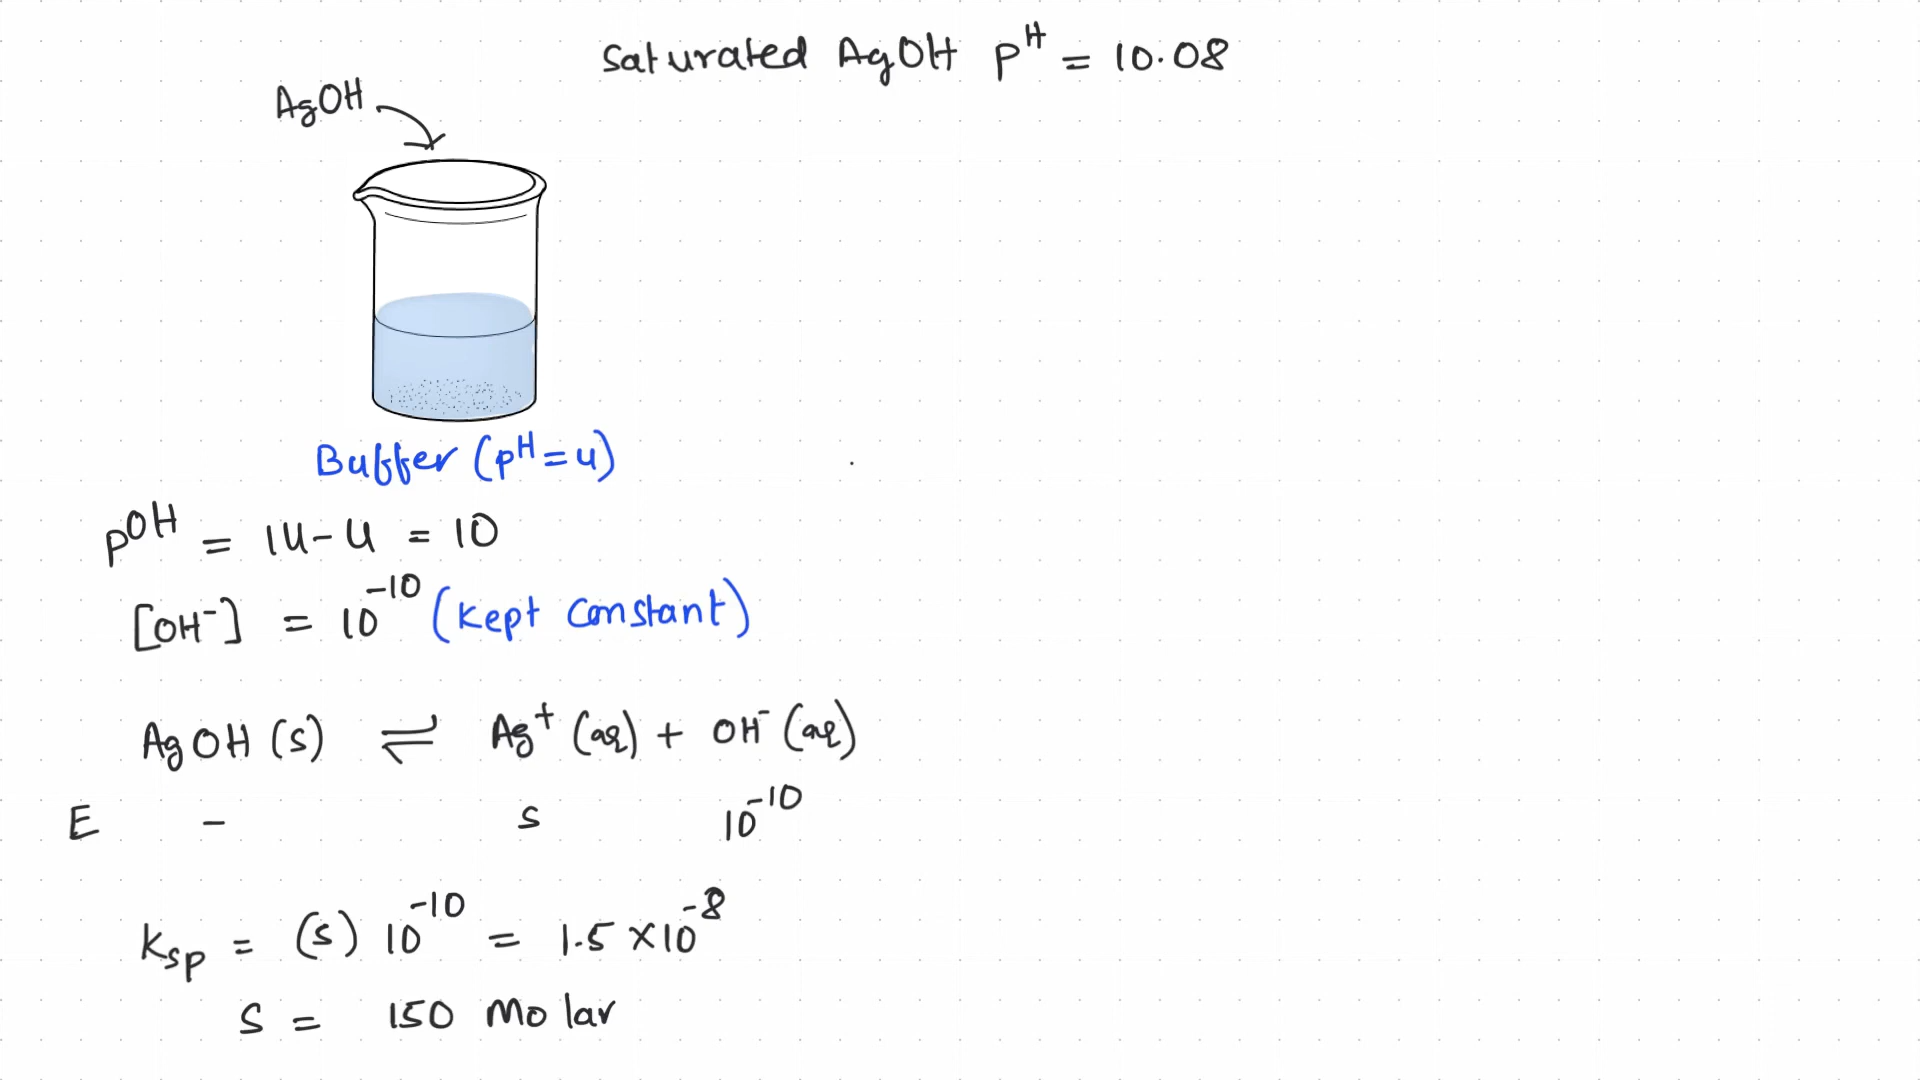 Saturated AgOH pH = 10.08
AgOH
Buffer (pH = 4)
pOH = 14 - 4 = 10
[OH⁻] = 10⁻¹⁰ (Kept Constant)
AgOH (s) ⇌ Ag⁺ (aq) + OH⁻ (aq)
E - s 10⁻¹⁰
Ksp = (s) 10⁻¹⁰ = 1.5 × 10⁻⁸
S = 150 Molar